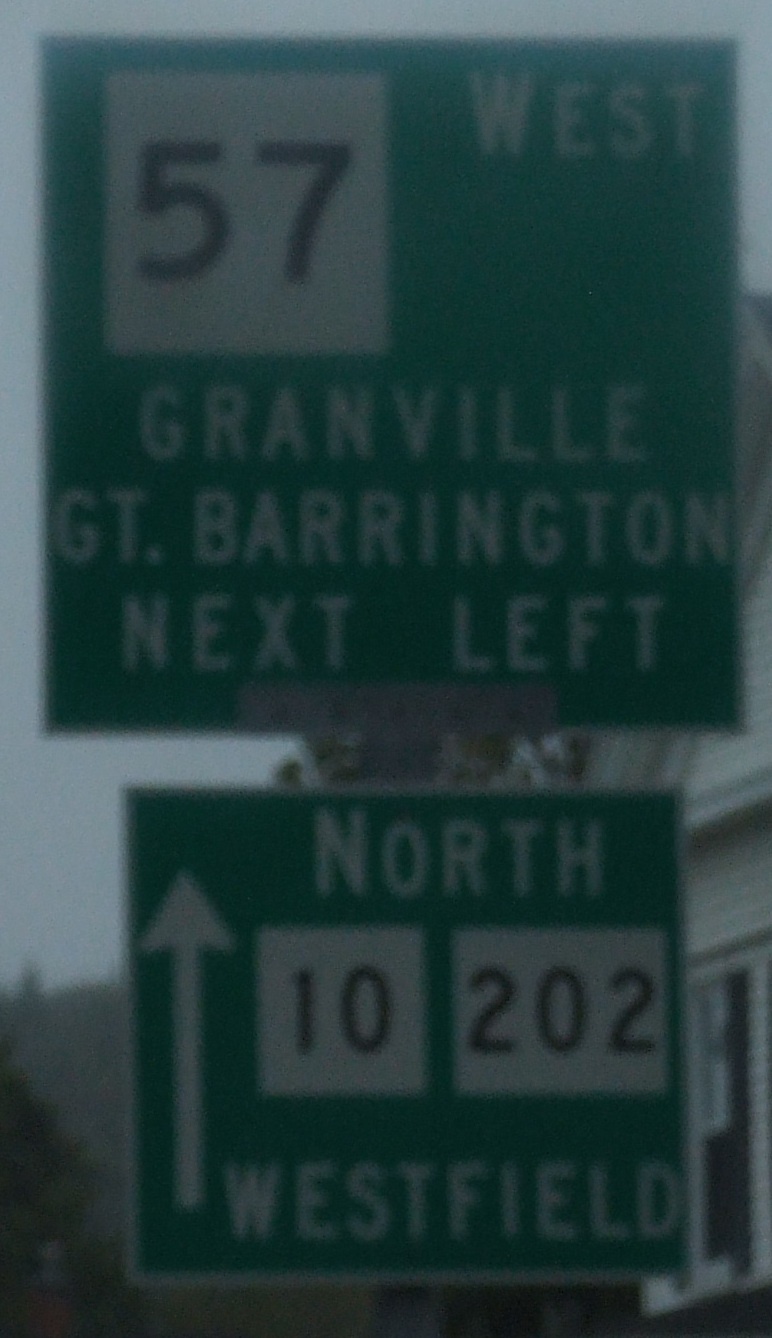 57 WEST
GRANVILLE
GT. BARRINGTON
NEXT LEFT
NORTH
10 202
WESTFIELD